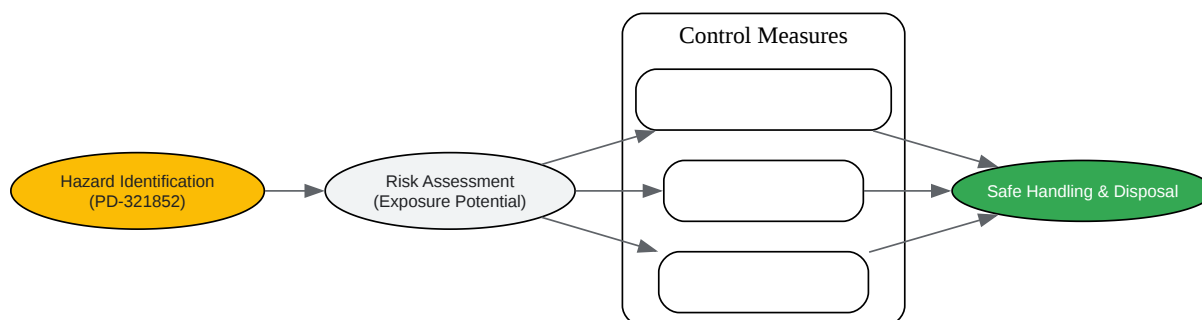 Control Measures
Hazard Identification
(PD-321852)
Risk Assessment
(Exposure Potential)
Safe Handling & Disposal